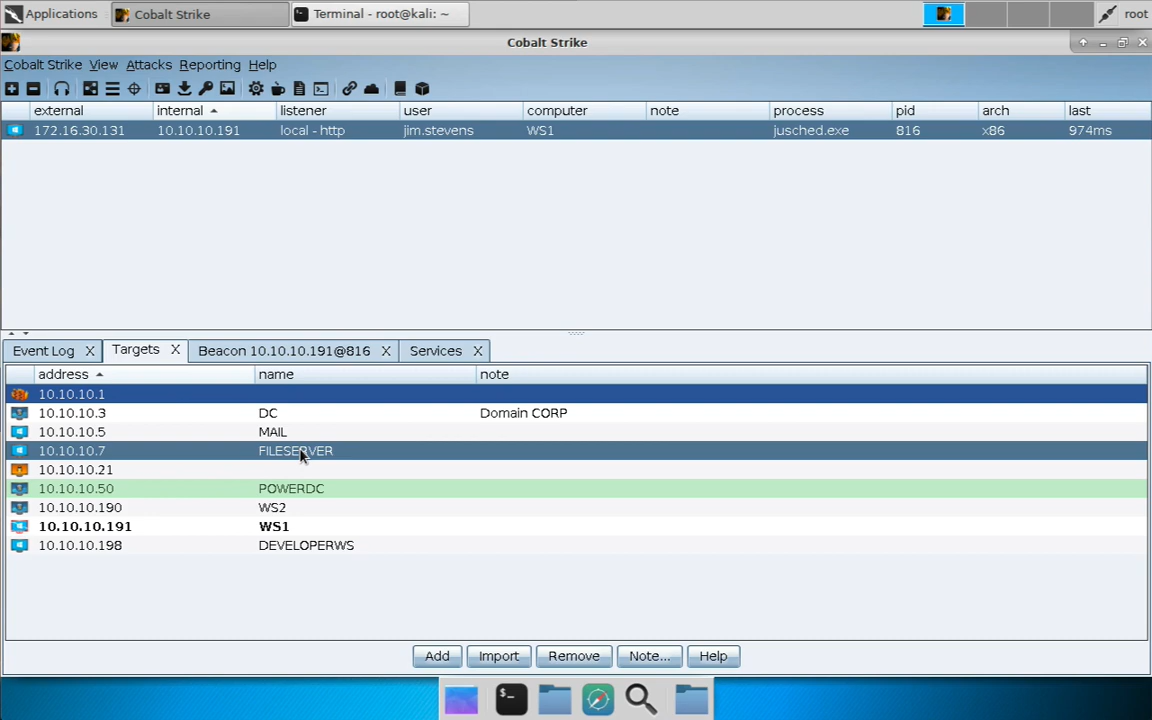 Applications Cobalt Strike Terminal - root@kali: ~ root
Cobalt Strike
Cobalt Strike View Attacks Reporting Help
external internal listener user computer note process pid arch last
172.16.30.131 10.10.10.191 local - http jim.stevens WS1 jusched.exe 816 x86 974ms
Event Log X Targets X Beacon 10.10.10.191@816 X Services X
address name note
10.10.10.1
10.10.10.3 DC Domain CORP
10.10.10.5 MAIL
10.10.10.7 FILESERVER
10.10.10.21
10.10.10.50 POWERDC
10.10.10.190 WS2
10.10.10.191 WS1
10.10.10.198 DEVELOPERWS
Add Import Remove Note... Help